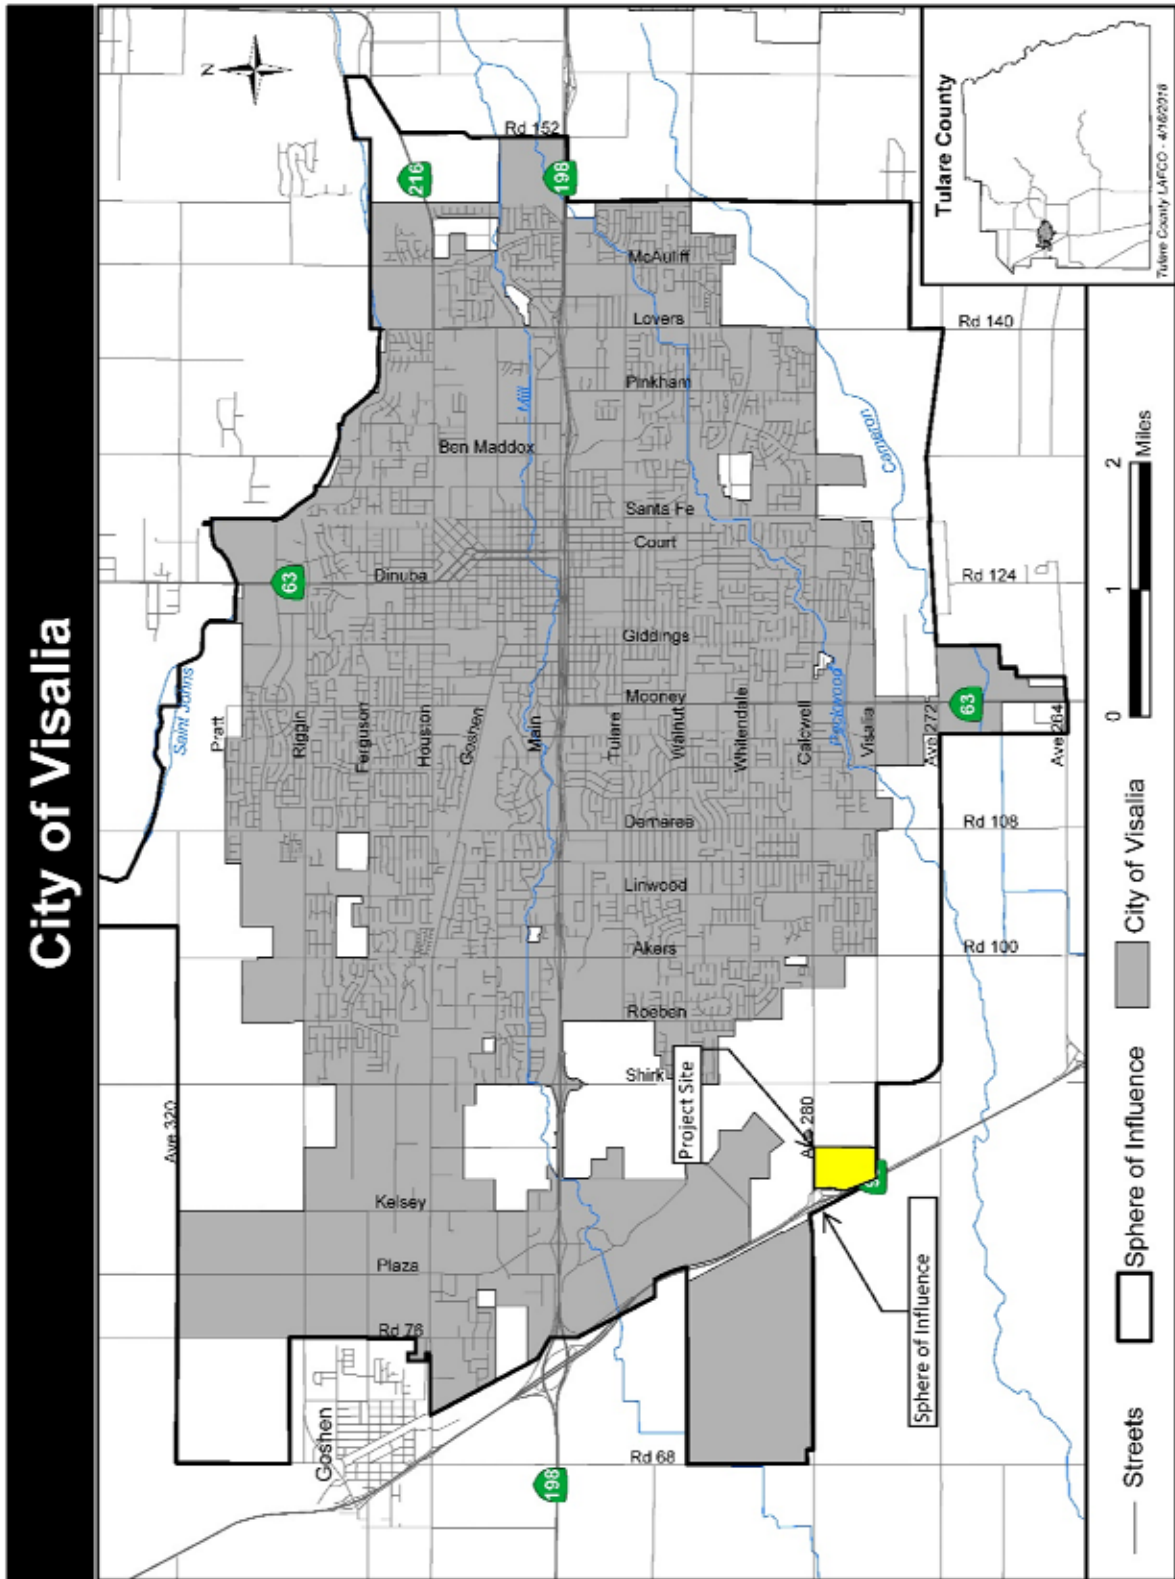 City of Visalia
N
Saint Johns
216
Rd 152
198
McAuliff
Lovers
Pinkham
Mill
Ben Maddox
Santa Fe
Court
63
Dinuba
Giddings
Mooney
Pratt
Riggin
Ferguson
Houston
Goshen
Main
Tulare
Walnut
Whitendale
Calcwell
Packwood
Visalia
Ave 272
63
Ave 264
Cameron
Rd 140
Rd 124
Demaree
Rd 108
Linwood
Akers
Rd 100
Roeben
Shirk
Ave 320
Project Site
Ave 280
Kelsey
Plaza
Rd 76
Goshen
198
Rd 68
Sphere of Influence
Tulare County
Tulare County LAFCO - 4/16/2018
Streets
Sphere of Influence
City of Visalia
0
1
2
Miles